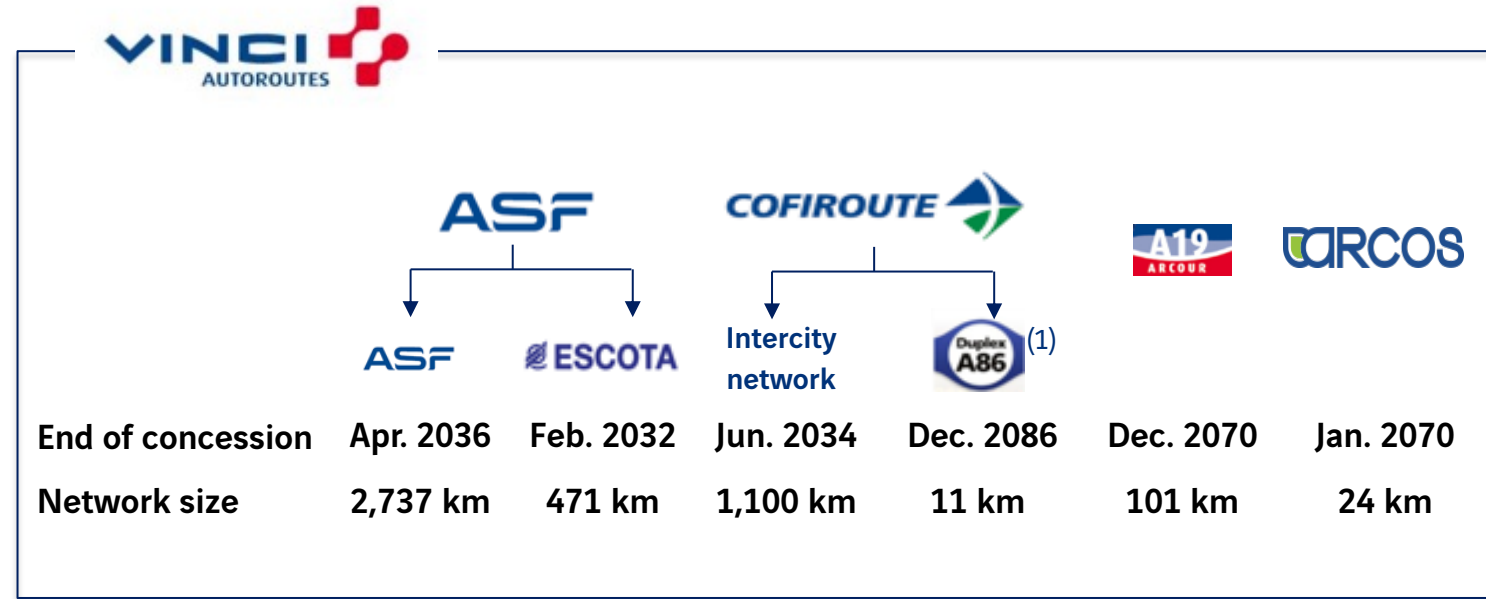 VINCI
AUTOROUTES
ASF
COFIROUTE
A19
ARCOUR
ARCOS
ASF
ESCOTA
Intercity
network
Duplex
A86
(1)
End of concession Apr. 2036 Feb. 2032 Jun. 2034 Dec. 2086 Dec. 2070 Jan. 2070
Network size 2,737 km 471 km 1,100 km 11 km 101 km 24 km